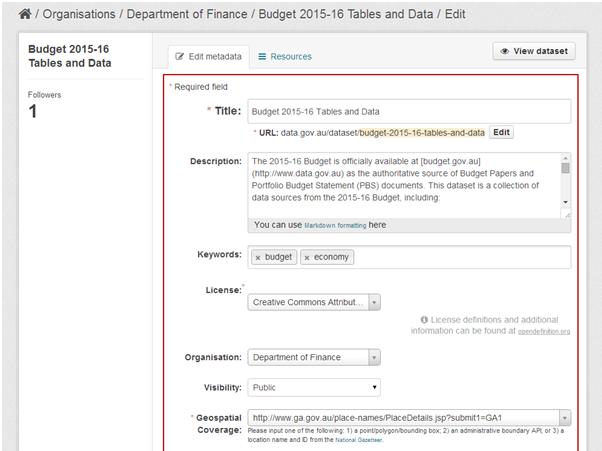 / Organisations / Department of Finance / Budget 2015-16 Tables and Data / Edit
Budget 2015-16
Tables and Data
Followers
1
Edit metadata
Resources
View dataset
* Required field
* Title:
Budget 2015-16 Tables and Data
* URL: data.gov.au/dataset/budget-2015-16-tables-and-data Edit
Description:
The 2015-16 Budget is officially available at [budget.gov.au]
(http://www.data.gov.au) as the authoritative source of Budget Papers and
Portfolio Budget Statement (PBS) documents. This dataset is a collection of
data sources from the 2015-16 Budget, including:
You can use Markdown formatting here
Keywords:
× budget × economy
License:*
Creative Commons Attribut...
License definitions and additional
information can be found at opendefinition.org
Organisation:
Department of Finance
Visibility:
Public
* Geospatial
Coverage:
http://www.ga.gov.au/place-names/PlaceDetails.jsp?submit1=GA1
Please input one of the following: 1) a point/polygon/bounding box; 2) an administrative boundary API; or 3) a
location name and ID from the National Gazetteer.